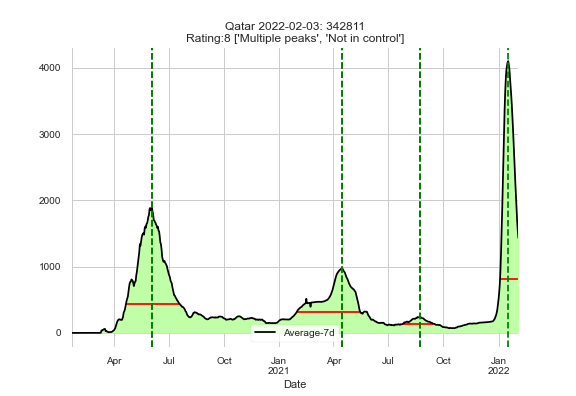 Qatar 2022-02-03: 342811
Rating:8 ['Multiple peaks', 'Not in control']
4000
3000
2000
1000
0
Average-7d
Apr Jul Oct Jan Apr Jul Oct Jan
2021 2022
Date